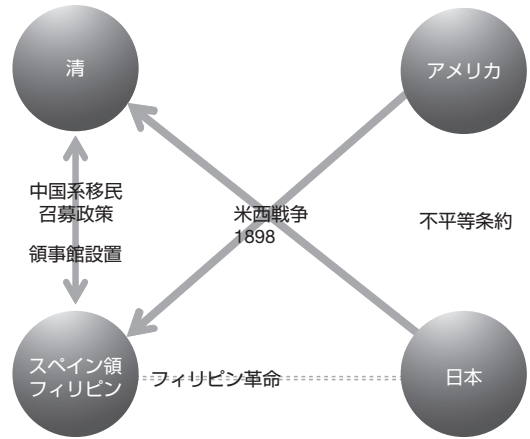 清
アメリカ
中国系移民
召募政策
領事館設置
米西戦争
1898
不平等条約
スペイン領
フィリピン
フィリピン革命
日本